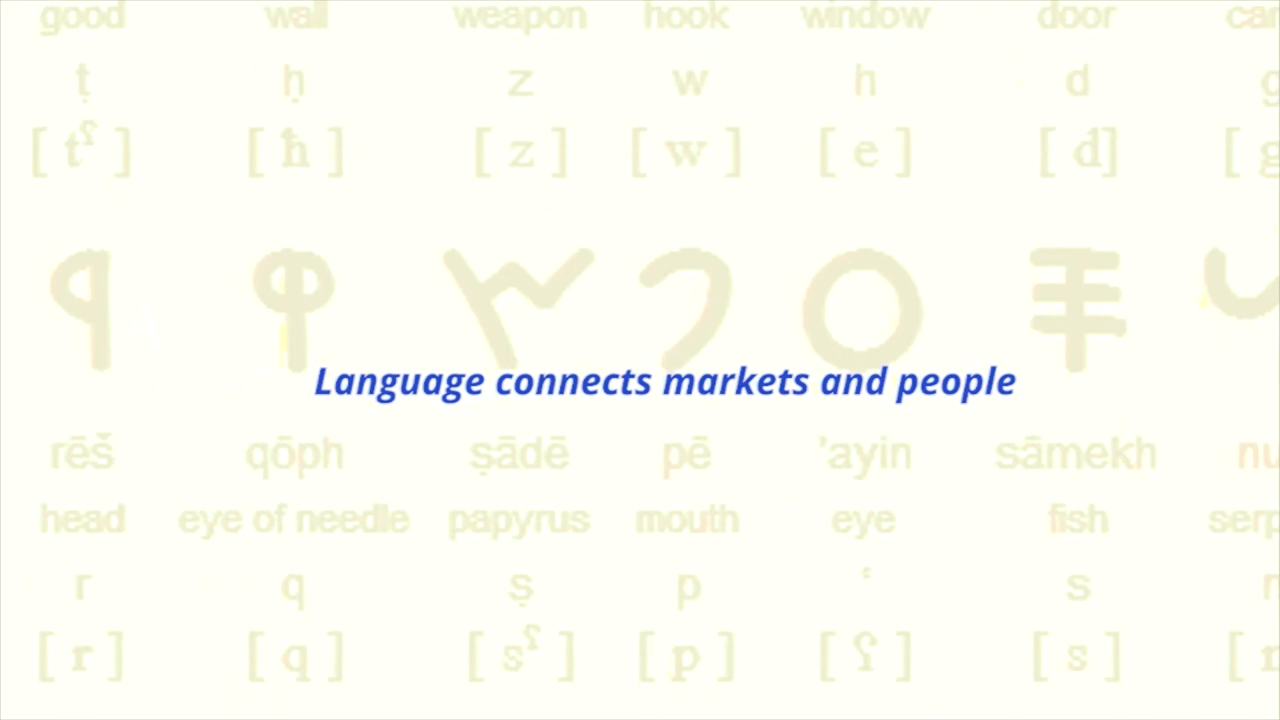 good wall weapon hook window door
ṭ ḥ z w h d
[ tˤ ] [ ħ ] [ z ] [ w ] [ e ] [ d]
𐤓 𐤒 𐤑 𐤐 𐤏 𐤎
Language connects markets and people
rēš qōph ṣādē pē ’ayin sāmekh
head eye of needle papyrus mouth eye fish
r q ṣ p ʿ s
[ r ] [ q ] [ sˤ ] [ p ] [ ʕ ] [ s ]